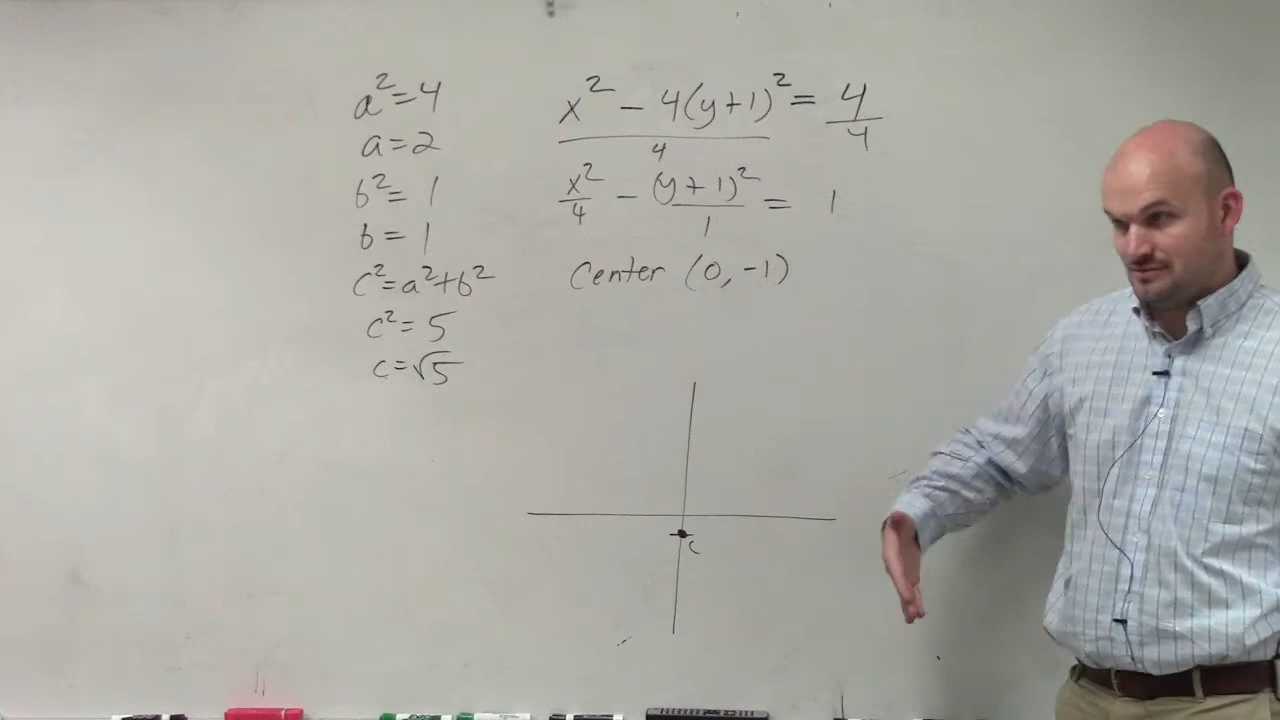 a²=4
a=2
b²=1
b=1
c²=a²+b²
c²=5
c=√5
x²-4(y+1)²=4
4 4
x²/4-(y+1)²/1=1
Center (0,-1)
c